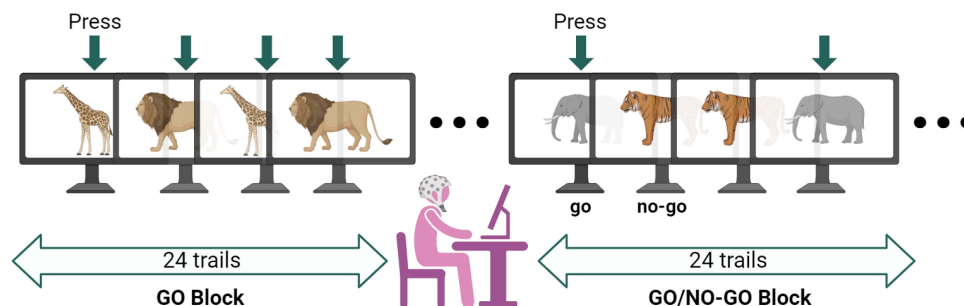 Press
Press
go
no-go
24 trails
24 trails
GO Block
GO/NO-GO Block